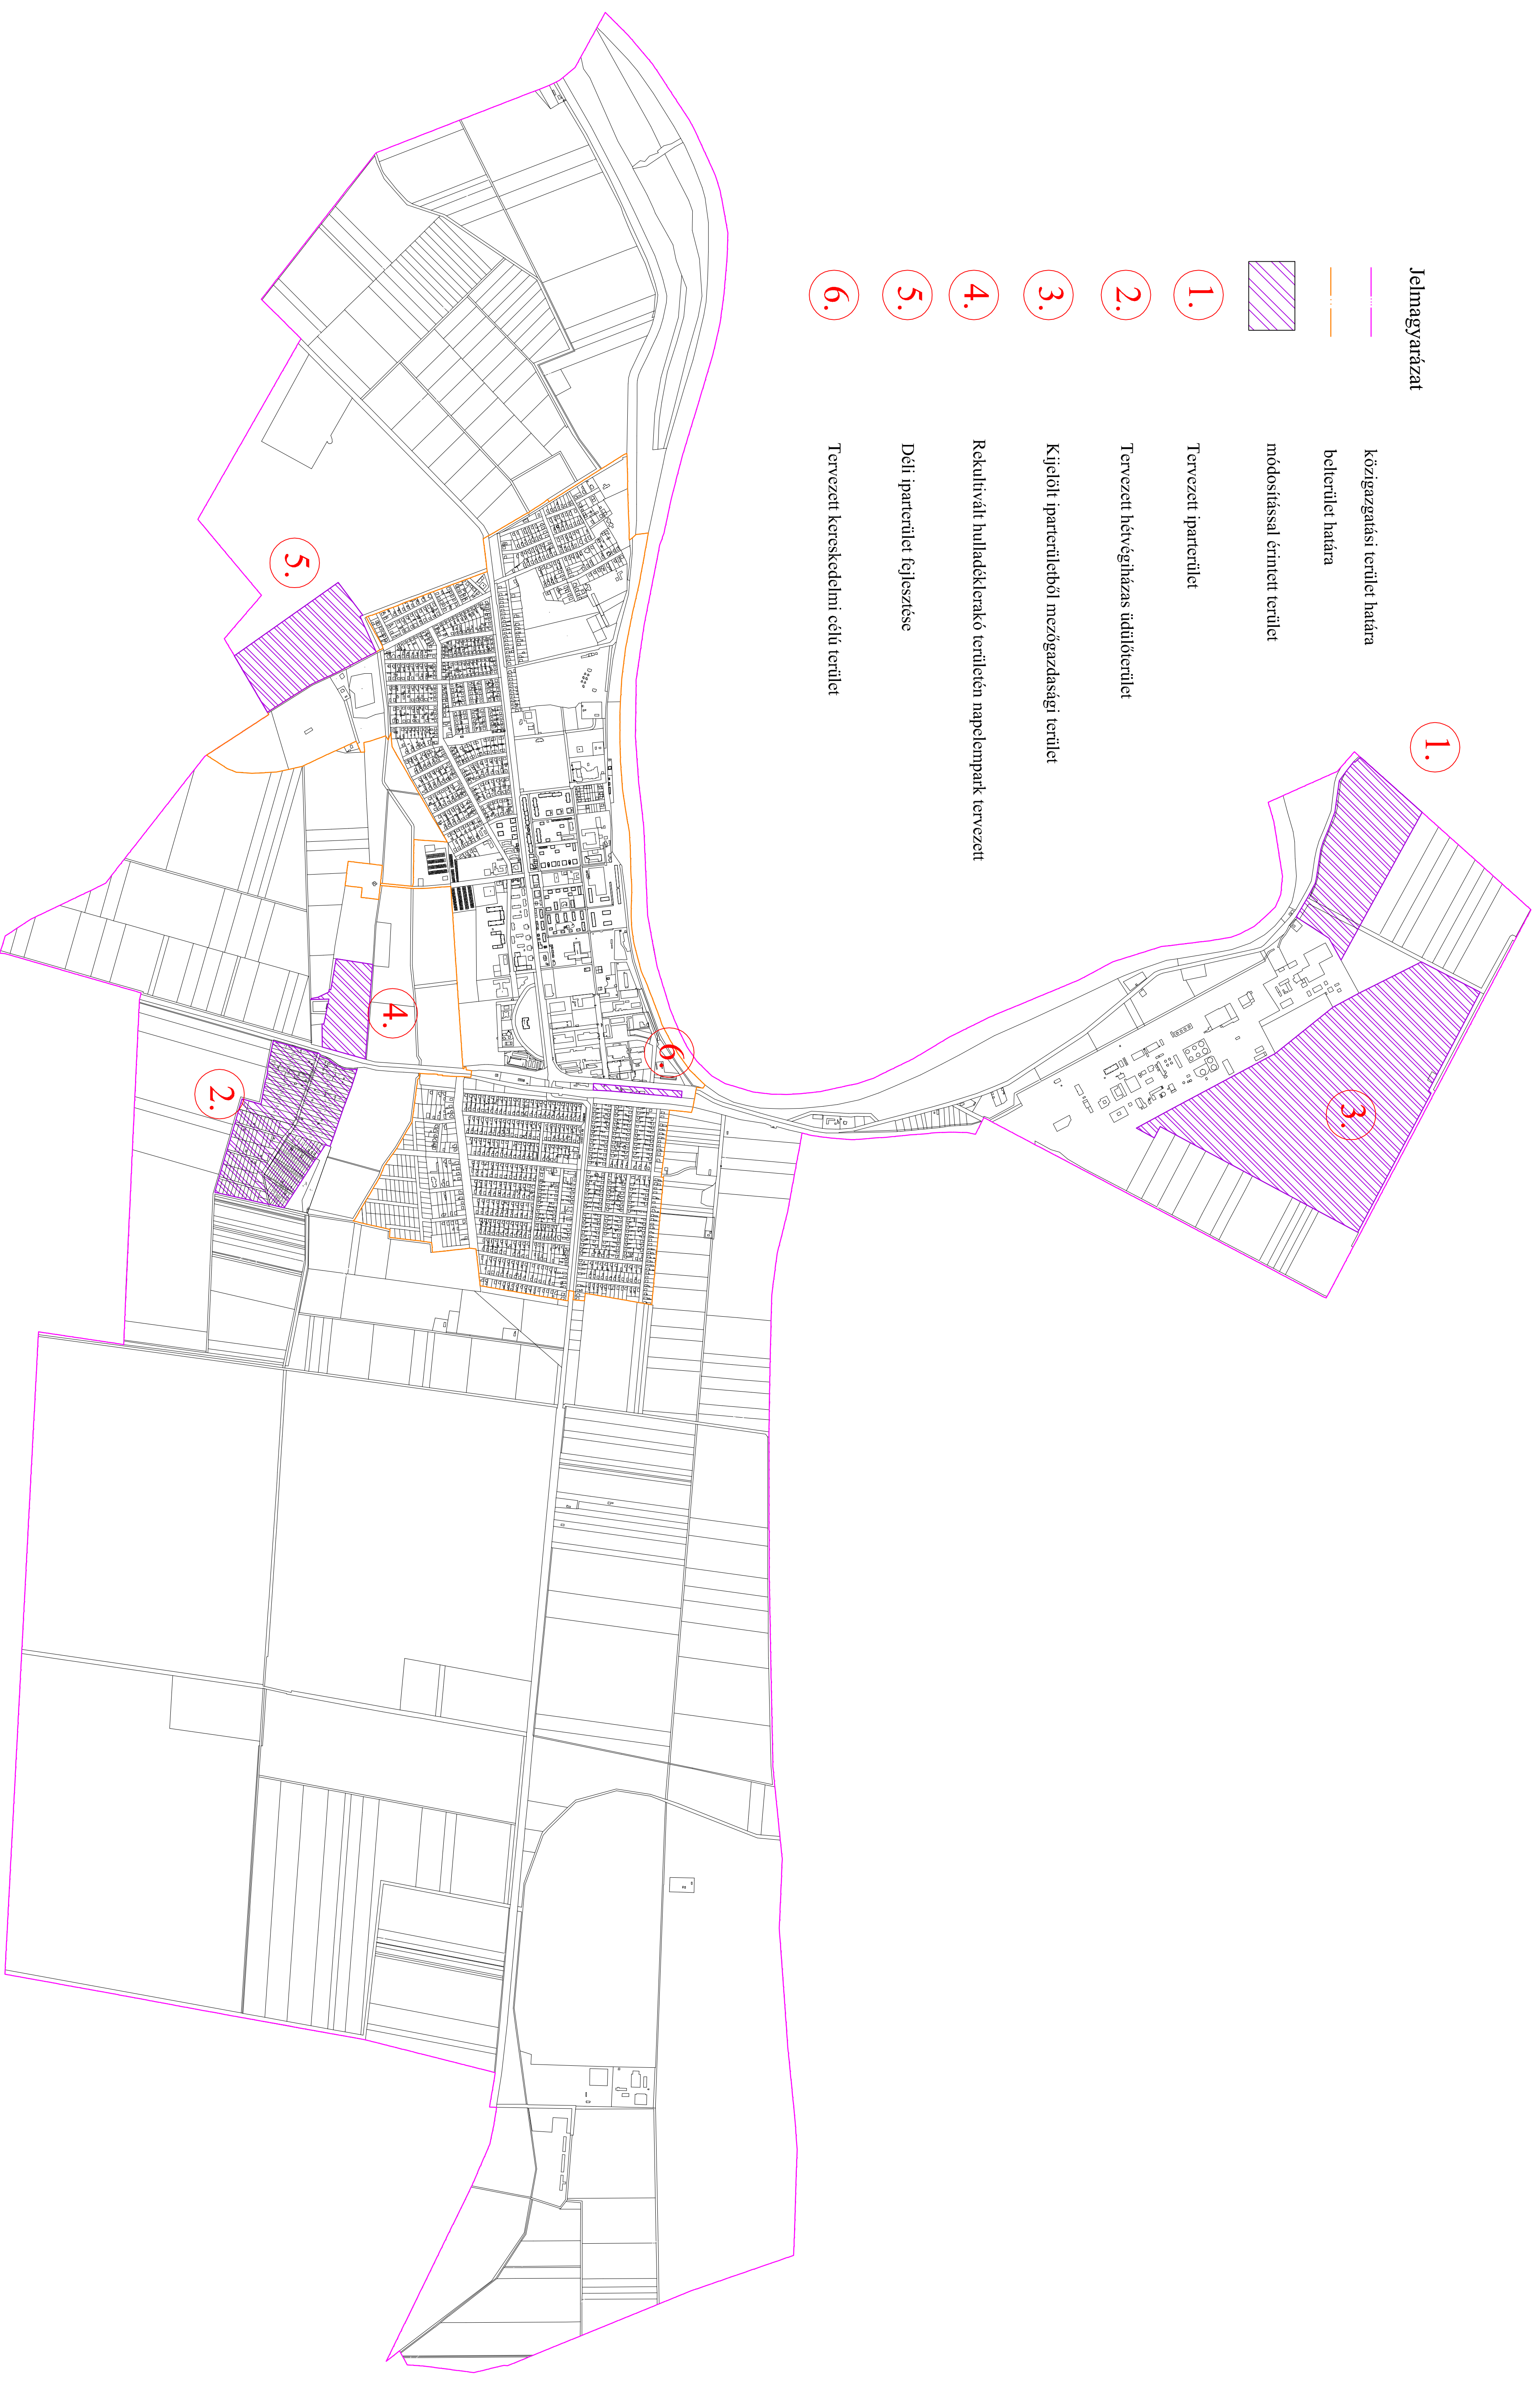 Jelmagyarázat
közigazgatási terület határa
belterület határa
módosítással érintett terület
1. Tervezett iparterület
2. Tervezett hétvégiházas üdülőterület
3. Kijelölt iparterületből mezőgazdasági terület
4. Rekultivált hulladéklerakó területén napelempark tervezett
5. Déli iparterület fejlesztése
6. Tervezett kereskedelmi célú terület
1.
3.
6.
4.
5.
2.